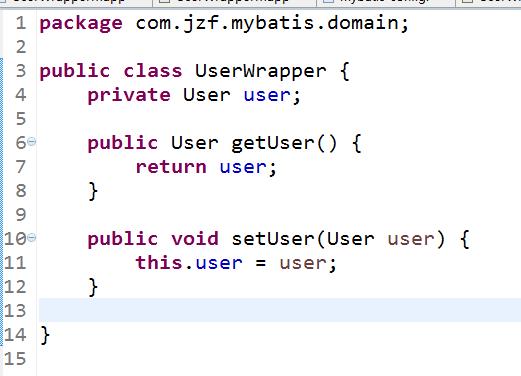 1 package com.jzf.mybatis.domain;
2
3 public class UserWrapper {
4     private User user;
5
6     public User getUser() {
7         return user;
8     }
9
10     public void setUser(User user) {
11         this.user = user;
12     }
13
14 }
15